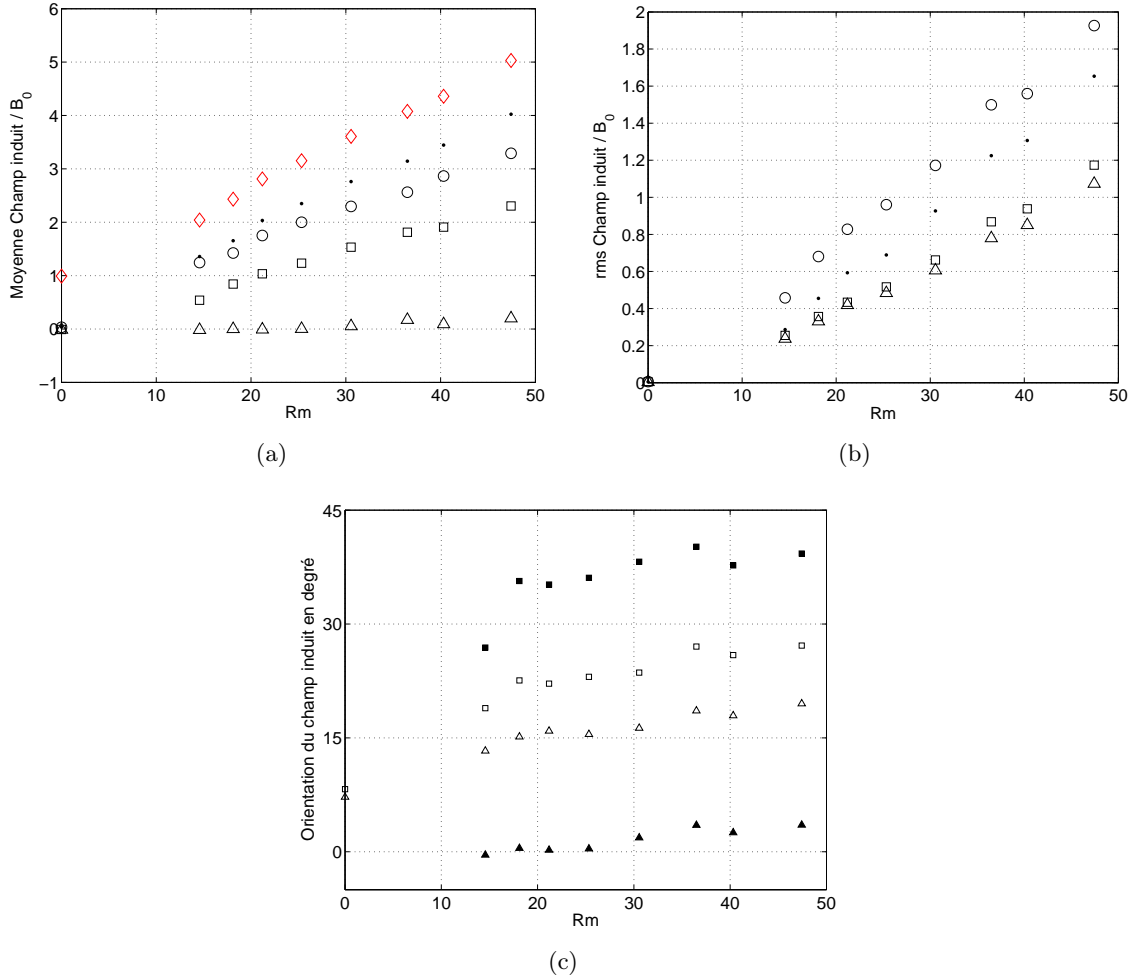 6
5
4
3
2
1
0
−1
0 10 20 30 40 50
Rm
Moyenne Champ induit / B0
(a)
2
1.8
1.6
1.4
1.2
1
0.8
0.6
0.4
0.2
0
0 10 20 30 40 50
Rm
rms Champ induit / B0
(b)
45
30
15
0
0 10 20 30 40 50
Rm
Orientation du champ induit en degré
(c)